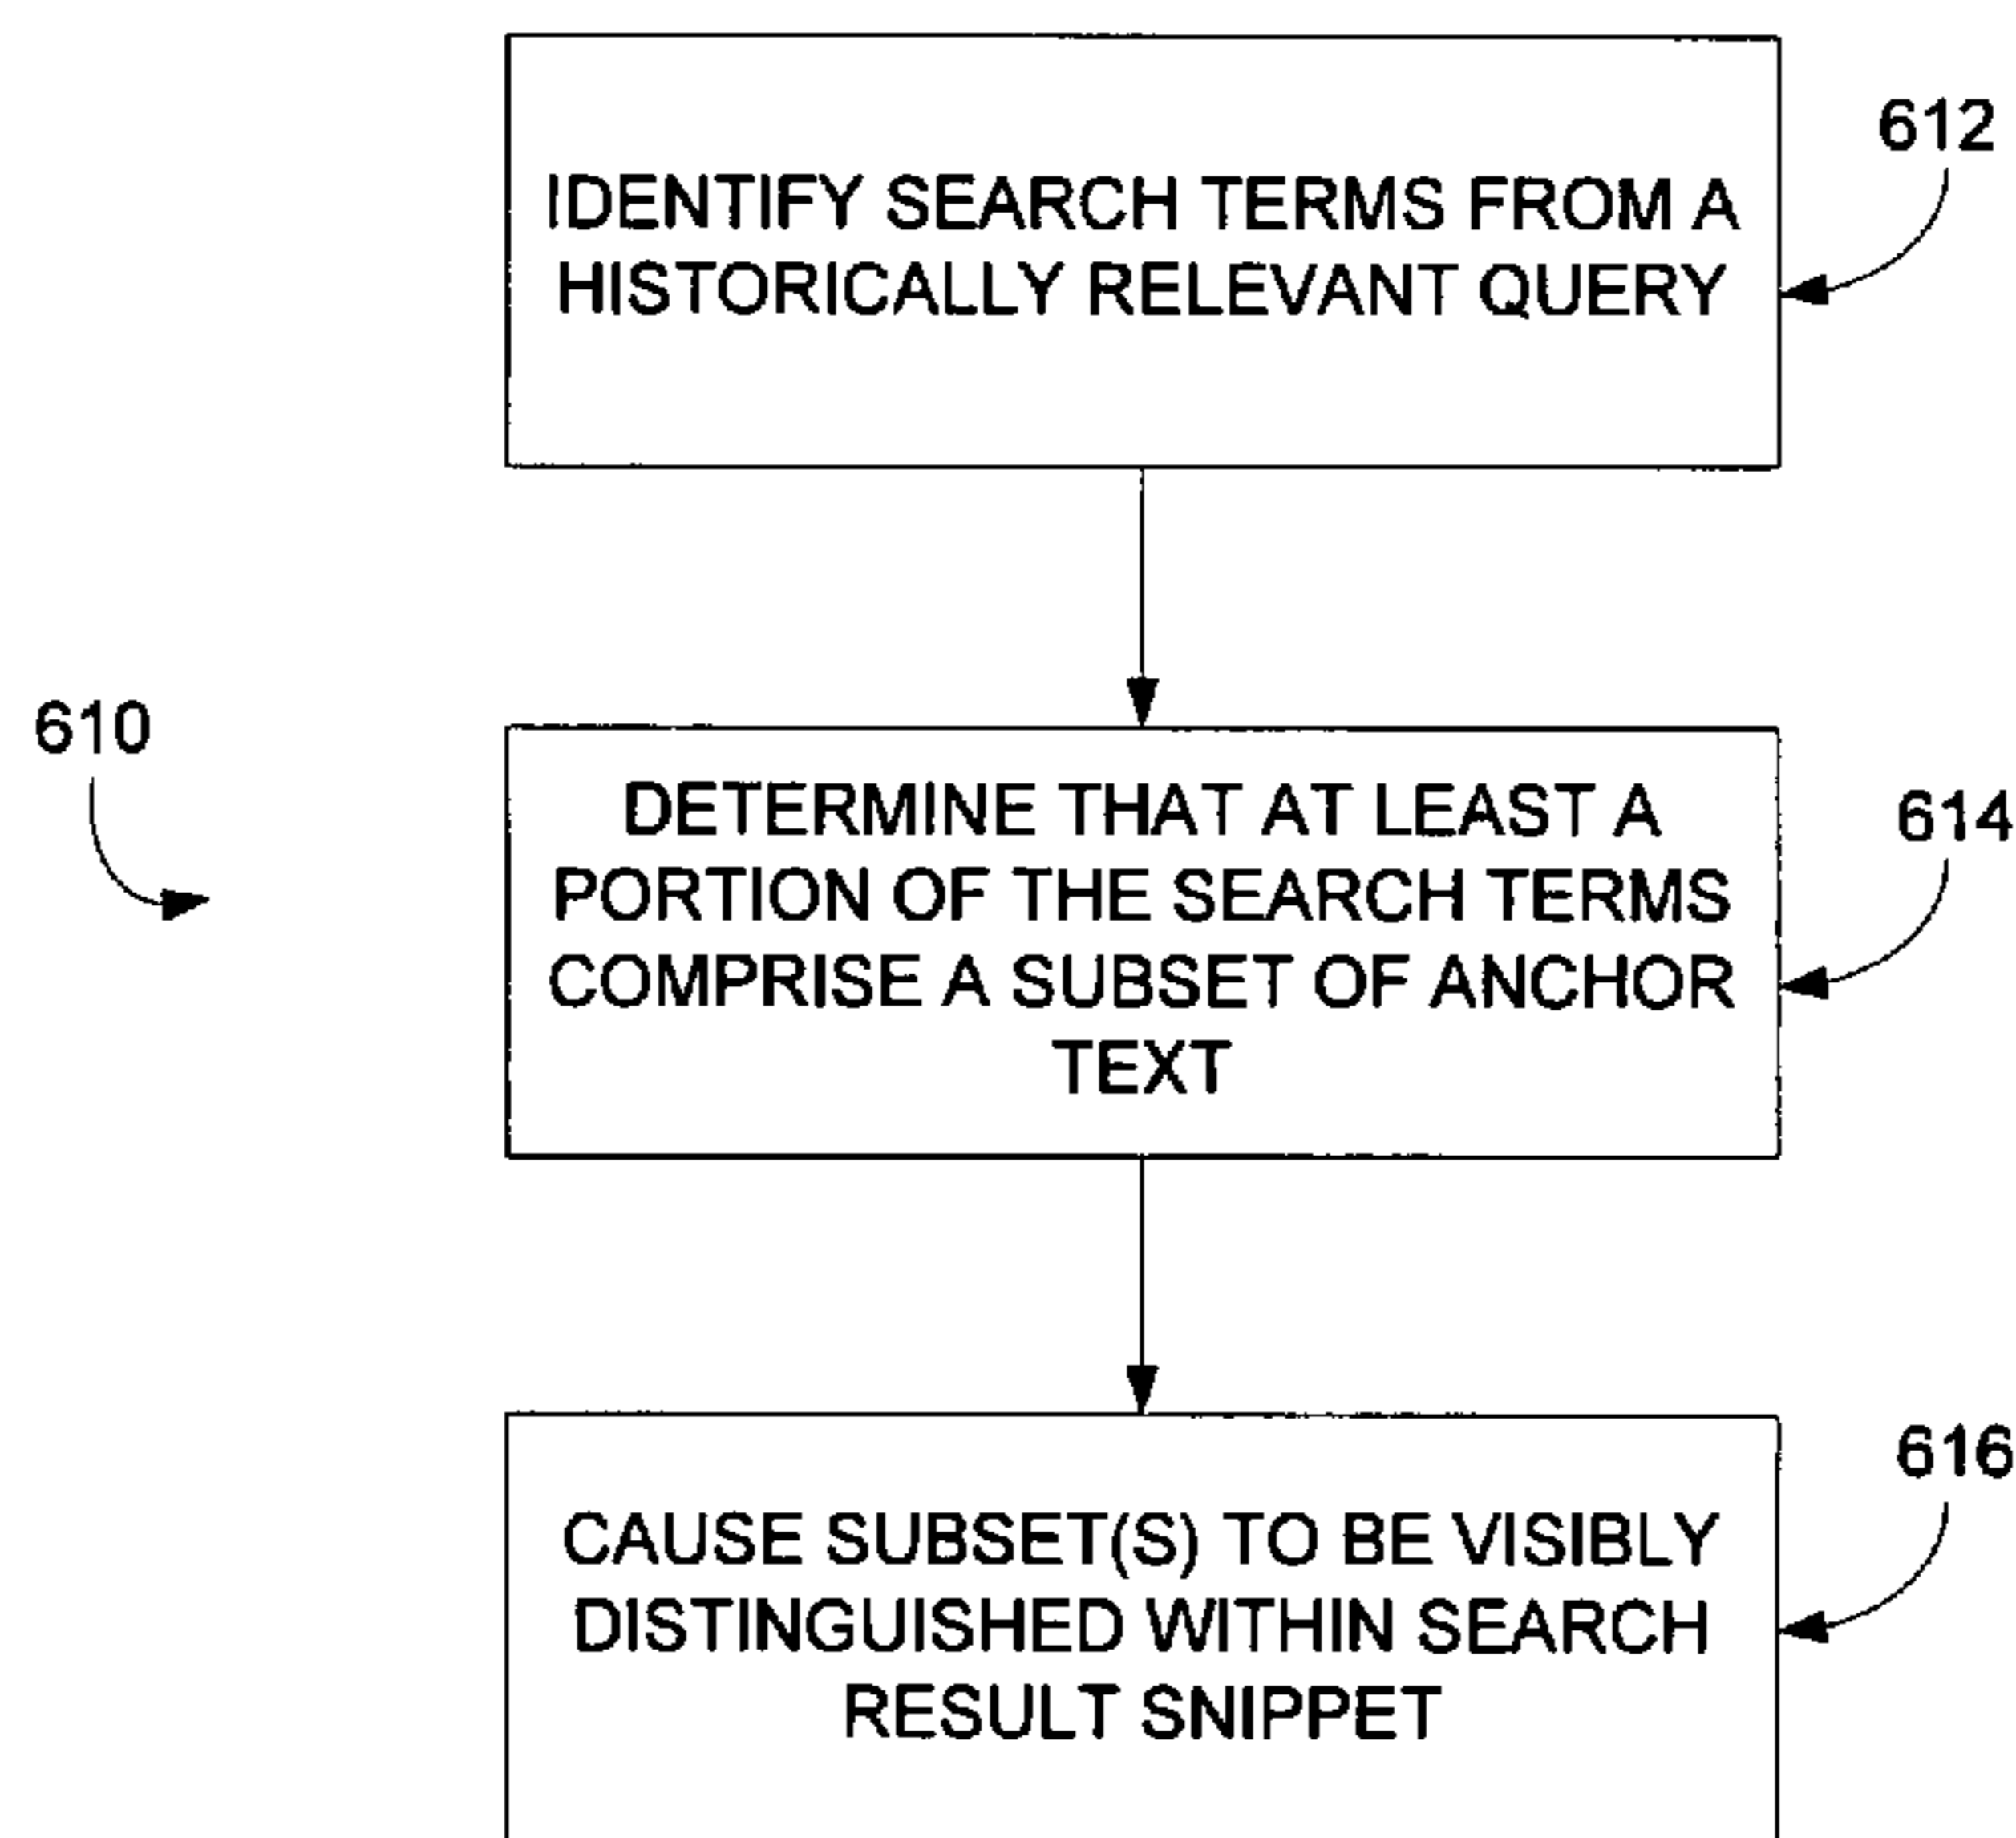 612
IDENTIFY SEARCH TERMS FROM A
HISTORICALLY RELEVANT QUERY
610
614
DETERMINE THAT AT LEAST A
PORTION OF THE SEARCH TERMS
COMPRISE A SUBSET OF ANCHOR
TEXT
616
CAUSE SUBSET(S) TO BE VISIBLY
DISTINGUISHED WITHIN SEARCH
RESULT SNIPPET